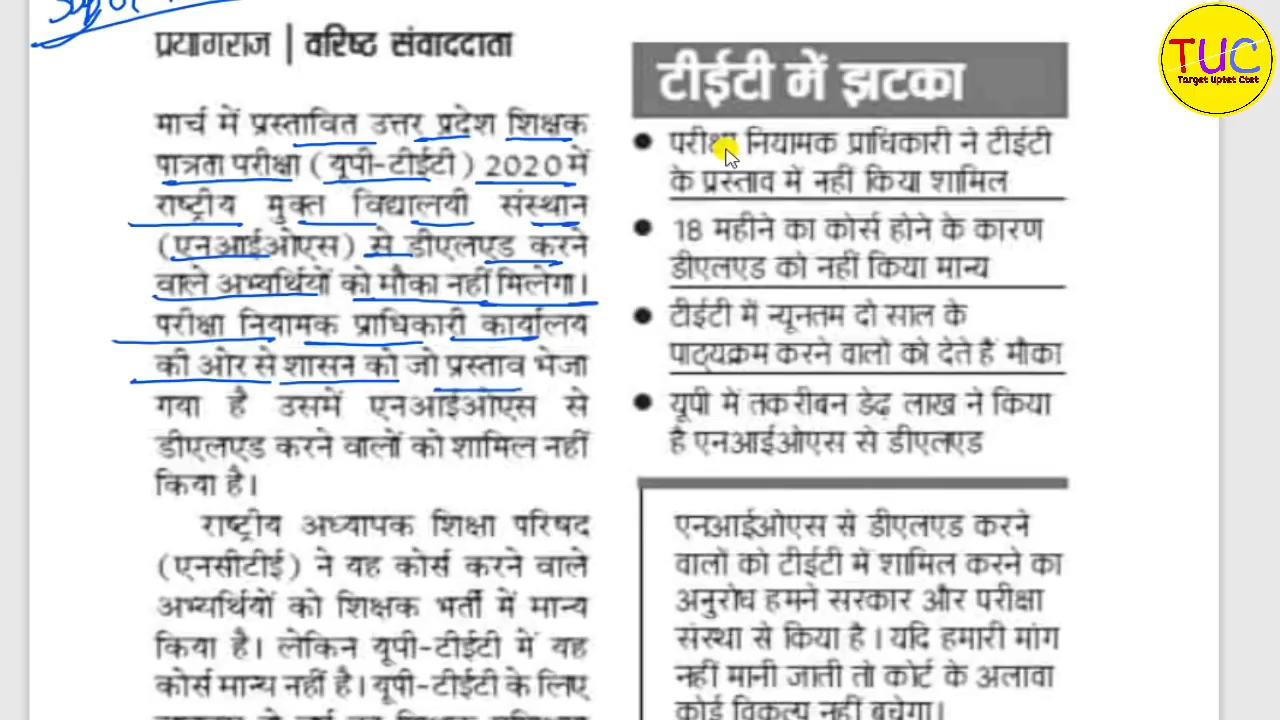 प्रयागराज | वरिष्ट संवाददाता
मार्च में प्रस्तावित उत्तर प्रदेश शिक्षक
पात्रता परीक्षा (यूपी-टीईटी) 2020 में
राष्ट्रीय मुक्त विद्यालयी संस्थान
(एनआईओएस) से डीएलएड करने
वाले अभ्यर्थियों को मौका नहीं मिलेगा।
परीक्षा नियामक प्राधिकारी कार्यालय
की ओर से शासन को जो प्रस्ताव भेजा
गया है उसमें एनआईओएस से
डीएलएड करने वालों को शामिल नहीं
किया है।
राष्ट्रीय अध्यापक शिक्षा परिषद
(एनसीटीई) ने यह कोर्स करने वाले
अभ्यर्थियों को शिक्षक भर्ती में मान्य
किया है। लेकिन यूपी-टीईटी में यह
कोर्स मान्य नहीं है। यूपी-टीईटी के लिए
टीईटी में झटका
● परीक्षा नियामक प्राधिकारी ने टीईटी
के प्रस्ताव में नहीं किया शामिल
● 18 महीने का कोर्स होने के कारण
डीएलएड को नहीं किया मान्य
● टीईटी में न्यूनतम दो साल के
पाठ्यक्रम करने वालों को देते हैं मौका
● यूपी में तकरीबन डेढ़ लाख ने किया
है एनआईओएस से डीएलएड
एनआईओएस से डीएलएड करने
वालों को टीईटी में शामिल करने का
अनुरोध हमने सरकार और परीक्षा
संस्था से किया है। यदि हमारी मांग
नहीं मानी जाती तो कोर्ट के अलावा
कोई विकल्प नहीं बचेगा।
TUC
Target Uptet Ctet